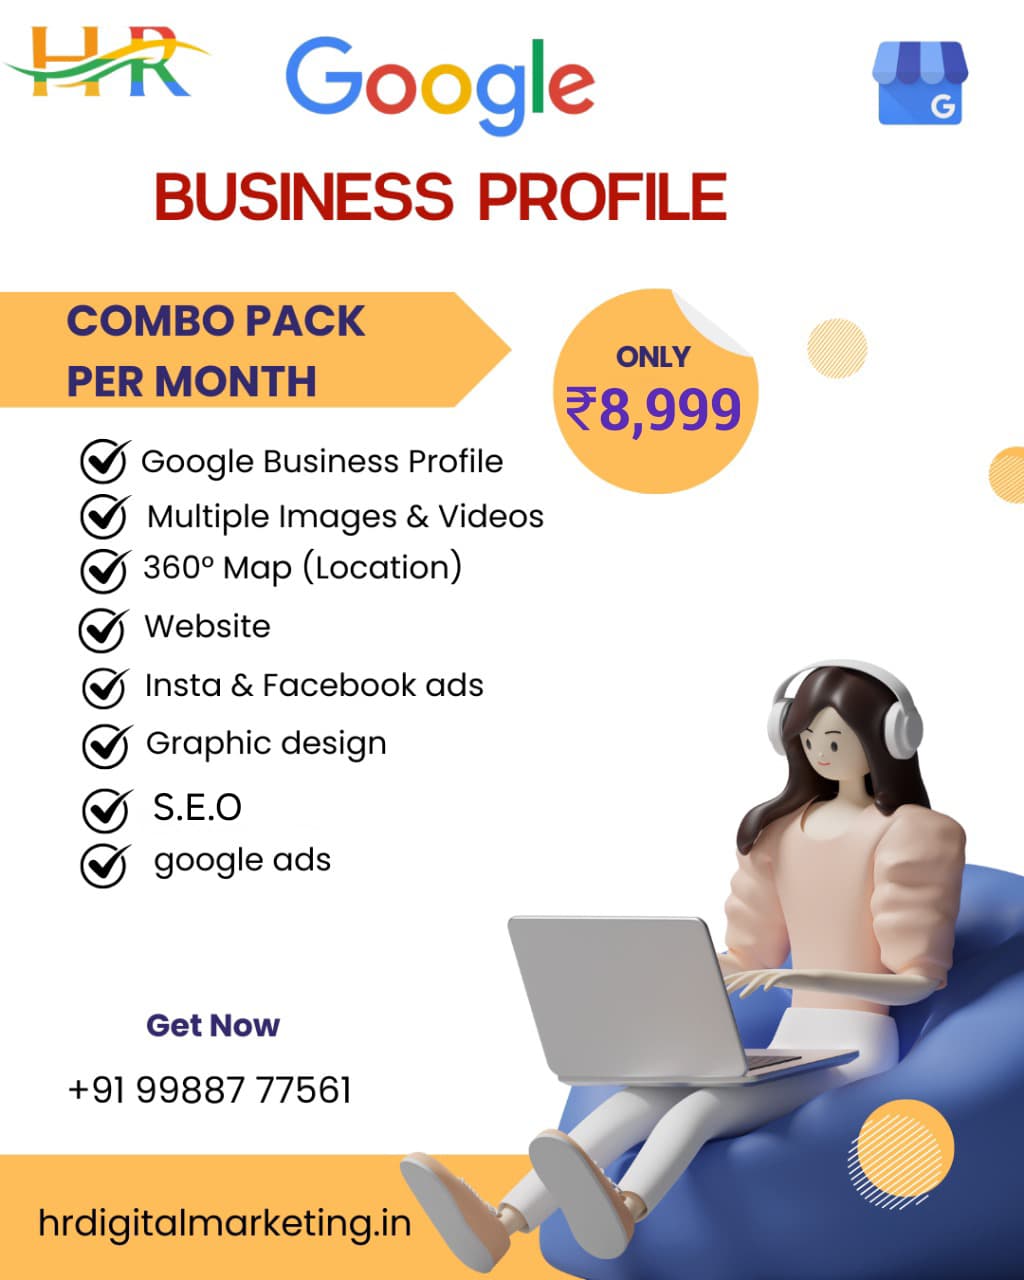 HR
Google
G
BUSINESS PROFILE
COMBO PACK
PER MONTH
ONLY
₹8,999
Google Business Profile
Multiple Images & Videos
360° Map (Location)
Website
Insta & Facebook ads
Graphic design
S.E.O
google ads
Get Now
+91 99887 77561
hrdigitalmarketing.in